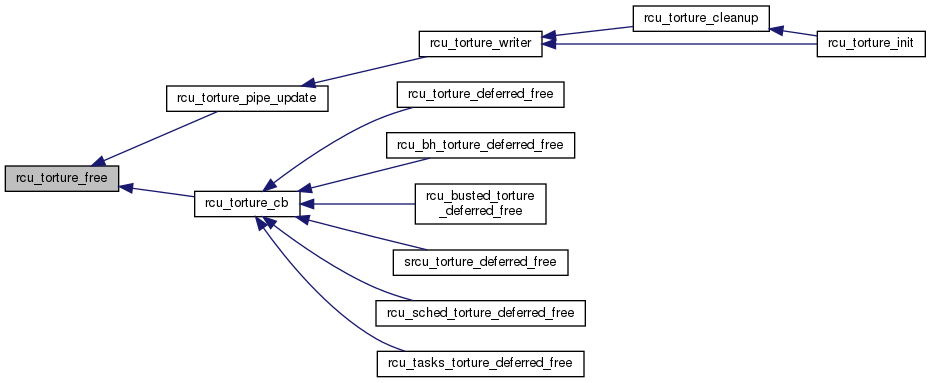 rcu_torture_cleanup
rcu_torture_writer
rcu_torture_init
rcu_torture_pipe_update
rcu_torture_deferred_free
rcu_bh_torture_deferred_free
rcu_torture_free
rcu_torture_cb
rcu_busted_torture
_deferred_free
srcu_torture_deferred_free
rcu_sched_torture_deferred_free
rcu_tasks_torture_deferred_free